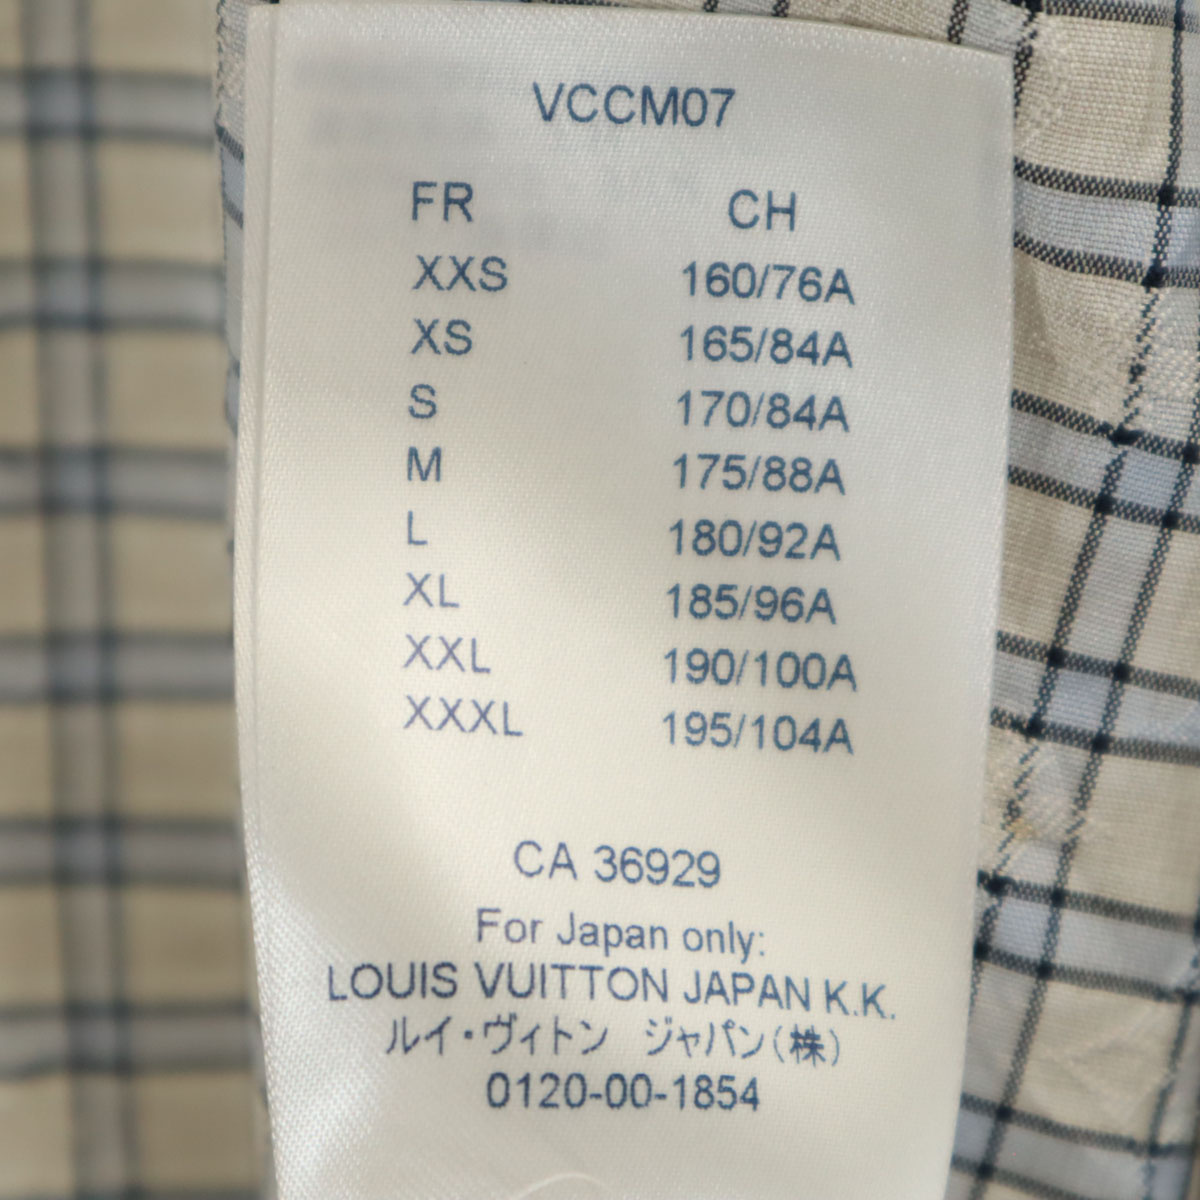 VCCM07
FR CH
XXS 160/76A
XS 165/84A
S 170/84A
M 175/88A
L 180/92A
XL 185/96A
XXL 190/100A
XXXL 195/104A
CA 36929
For Japan only:
LOUIS VUITTON JAPAN K.K.
ルイ・ヴィトン ジャパン(株)
0120-00-1854